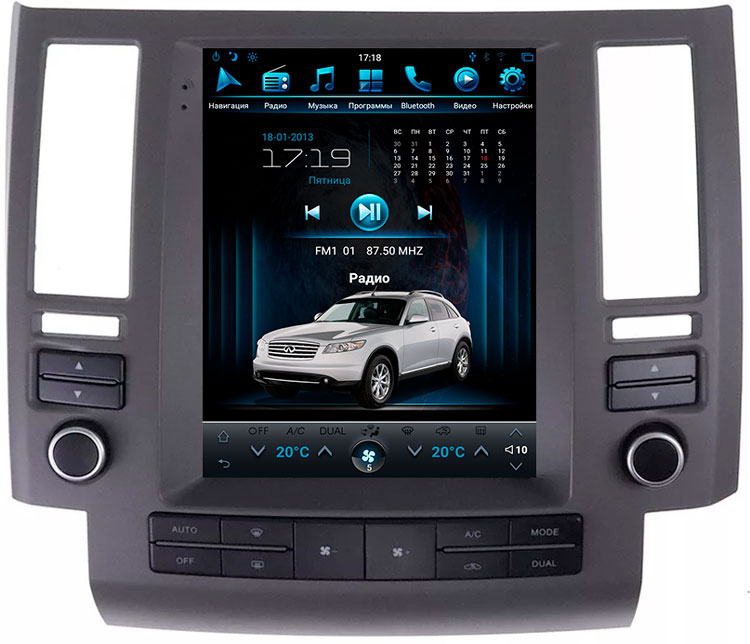 17:18
Навигация Радио Музыка Программы Bluetooth Видео Настройки
18-01-2013
17:19
Пятница
ВС ПН ВТ СР ЧТ ПТ СБ
30 31 1 2 3 4 5
6 7 8 9 10 11 12
13 14 15 16 17 18 19
20 21 22 23 24 25 26
27 28 29 30 31 1 2
3 4 5 6 7 8 9
FM1 01 87.50 MHZ
Радио
OFF A/C DUAL
20°C 5 20°C 10
AUTO A/C MODE
OFF DUAL